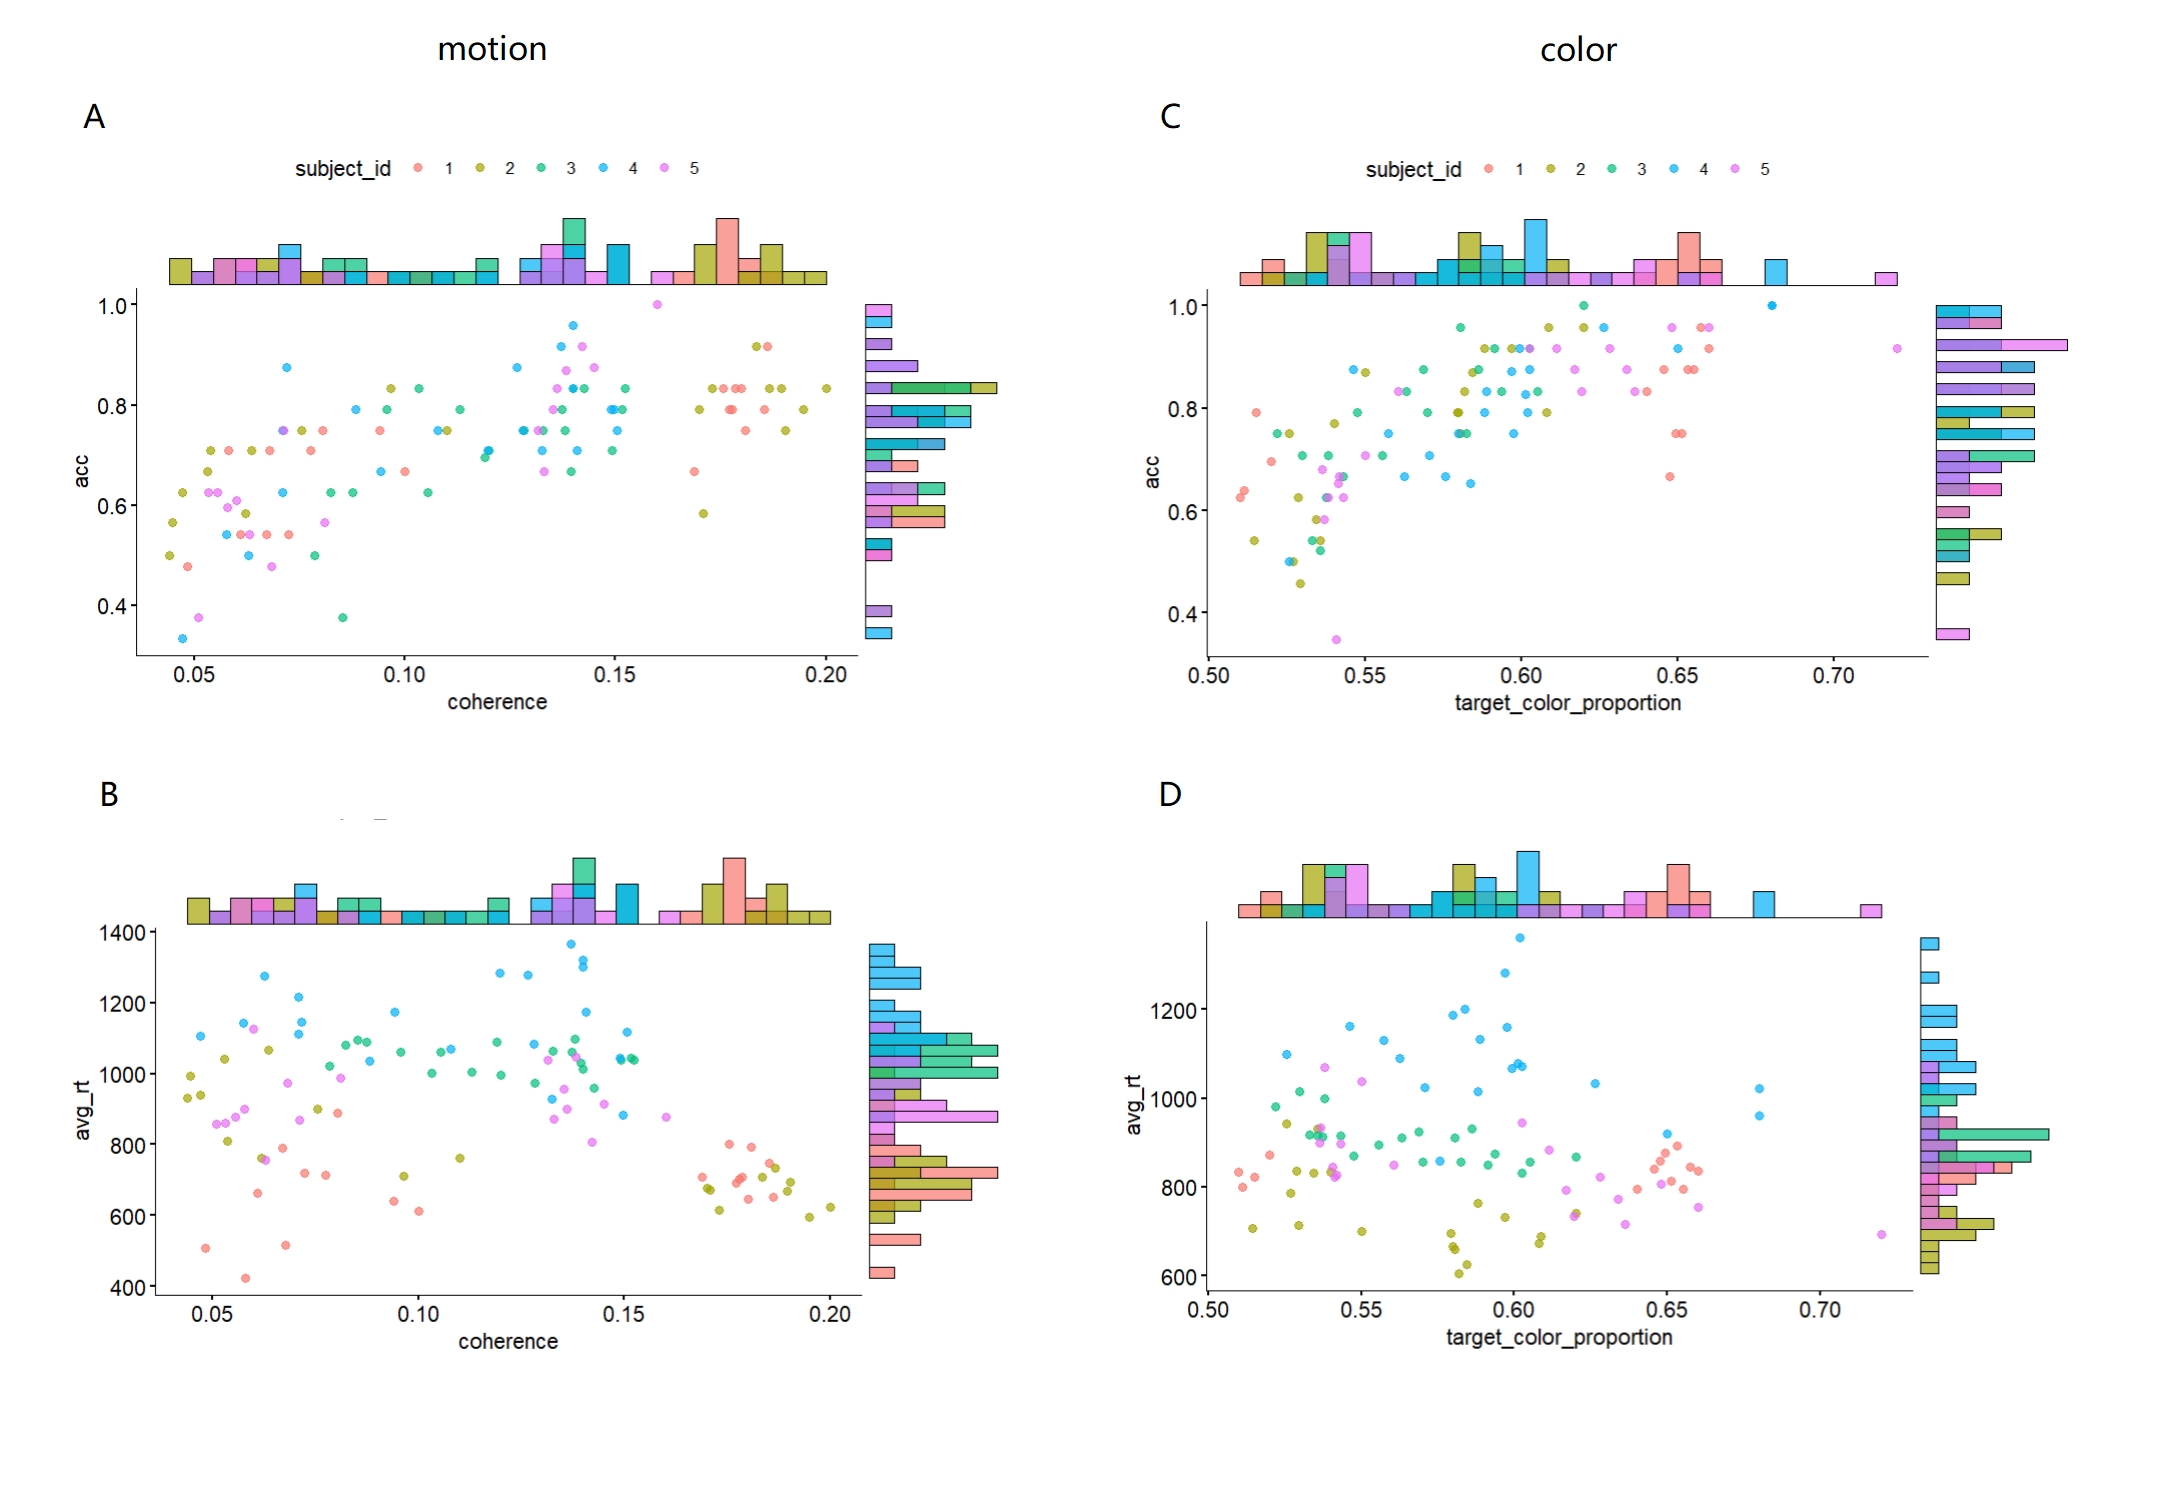 motion
color
A
C
subject_id 1 2 3 4 5
subject_id 1 2 3 4 5
1.0
0.8
0.6
0.4
acc
0.05 0.10 0.15 0.20
coherence
1.0
0.8
0.6
0.4
acc
0.50 0.55 0.60 0.65 0.70
target_color_proportion
B
D
1400
1200
1000
800
600
400
avg_rt
0.05 0.10 0.15 0.20
coherence
1200
1000
800
600
avg_rt
0.50 0.55 0.60 0.65 0.70
target_color_proportion